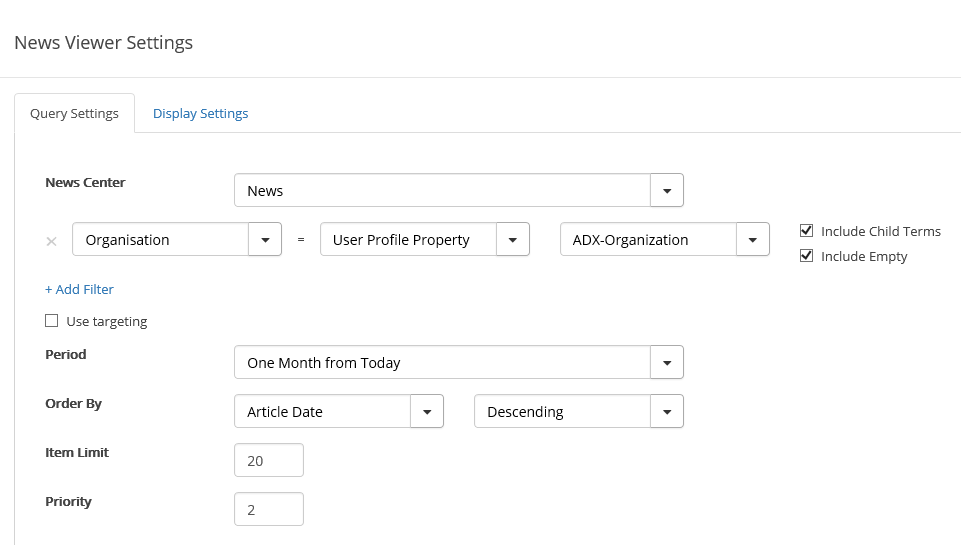 News Viewer Settings
Query Settings
Display Settings
News Center
News
Organisation
=
User Profile Property
ADX-Organization
Include Child Terms
Include Empty
+ Add Filter
Use targeting
Period
One Month from Today
Order By
Article Date
Descending
Item Limit
20
Priority
2